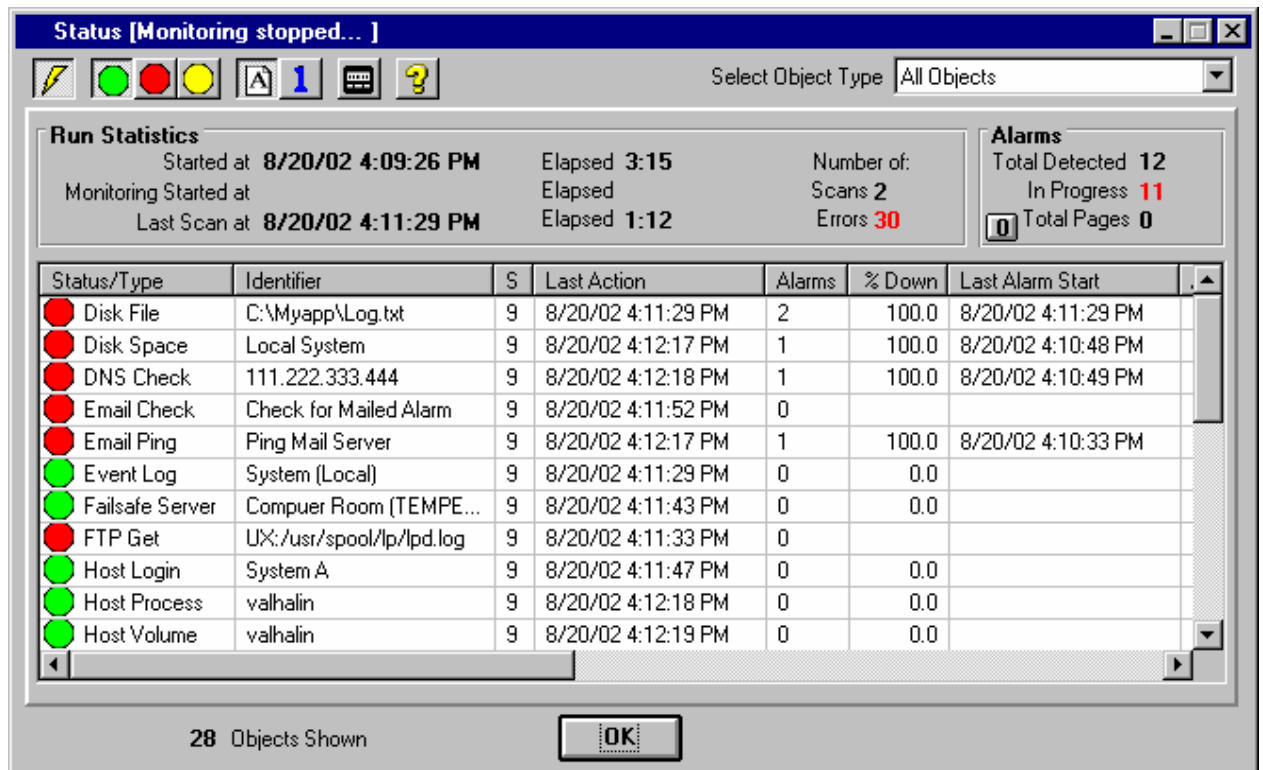 Status [Monitoring stopped... ]
A 1 ?
Select Object Type All Objects
Run Statistics
Started at 8/20/02 4:09:26 PM Elapsed 3:15 Number of:
Monitoring Started at Elapsed Scans 2
Last Scan at 8/20/02 4:11:29 PM Elapsed 1:12 Errors 30
Alarms
Total Detected 12
In Progress 11
0 Total Pages 0
Status/Type Identifier S Last Action Alarms % Down Last Alarm Start
Disk File C:\Myapp\Log.txt 9 8/20/02 4:11:29 PM 2 100.0 8/20/02 4:11:29 PM
Disk Space Local System 9 8/20/02 4:12:17 PM 1 100.0 8/20/02 4:10:48 PM
DNS Check 111.222.333.444 9 8/20/02 4:12:18 PM 1 100.0 8/20/02 4:10:49 PM
Email Check Check for Mailed Alarm 9 8/20/02 4:11:52 PM 0
Email Ping Ping Mail Server 9 8/20/02 4:12:17 PM 1 100.0 8/20/02 4:10:33 PM
Event Log System (Local) 9 8/20/02 4:11:29 PM 0 0.0
Failsafe Server Compuer Room (TEMPE... 9 8/20/02 4:11:43 PM 0 0.0
FTP Get UX:/usr/spool/lp/lpd.log 9 8/20/02 4:11:33 PM 0
Host Login System A 9 8/20/02 4:11:47 PM 0 0.0
Host Process valhalin 9 8/20/02 4:12:18 PM 0 0.0
Host Volume valhalin 9 8/20/02 4:12:19 PM 0 0.0
28 Objects Shown
OK